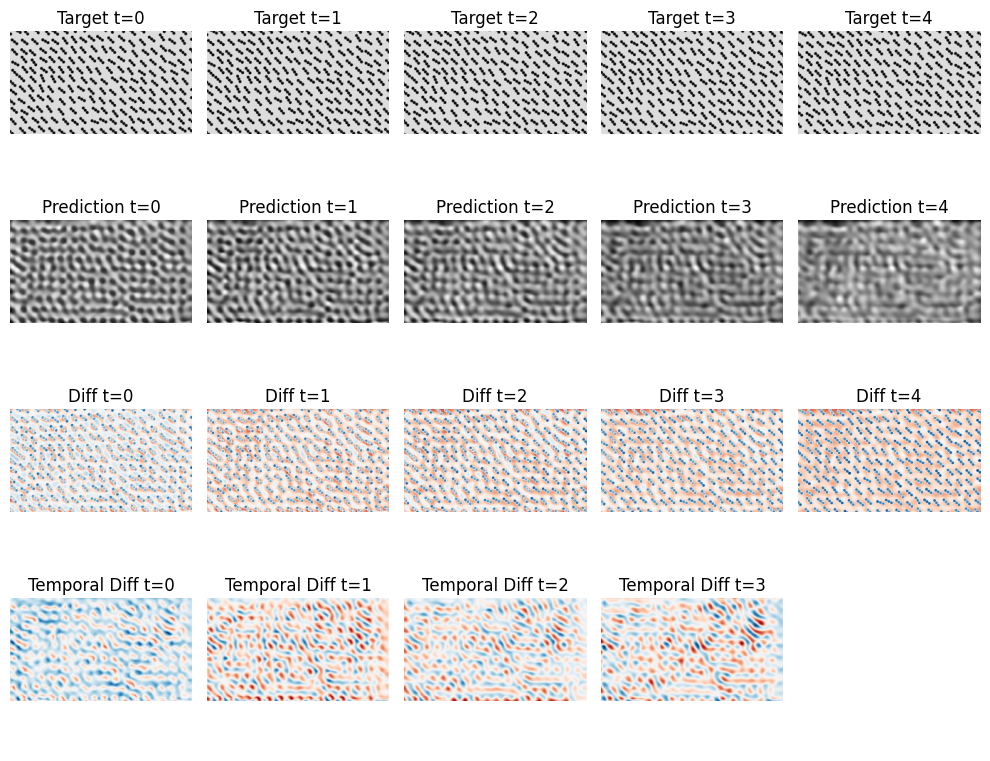 Target t=0 Target t=1 Target t=2 Target t=3 Target t=4
Prediction t=0 Prediction t=1 Prediction t=2 Prediction t=3 Prediction t=4
Diff t=0 Diff t=1 Diff t=2 Diff t=3 Diff t=4
Temporal Diff t=0 Temporal Diff t=1 Temporal Diff t=2 Temporal Diff t=3